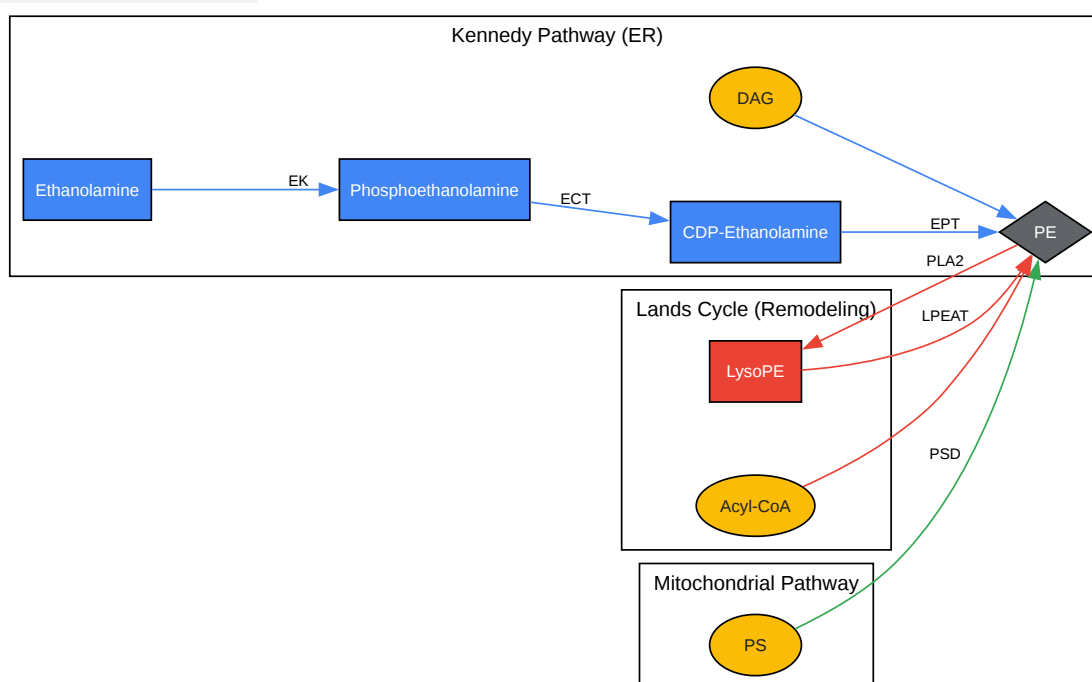 Kennedy Pathway (ER)
DAG
Ethanolamine
EK
Phosphoethanolamine
ECT
CDP-Ethanolamine
EPT
PE
PLA2
Lands Cycle (Remodeling)
LPEAT
LysoPE
PSD
Acyl-CoA
Mitochondrial Pathway
PS